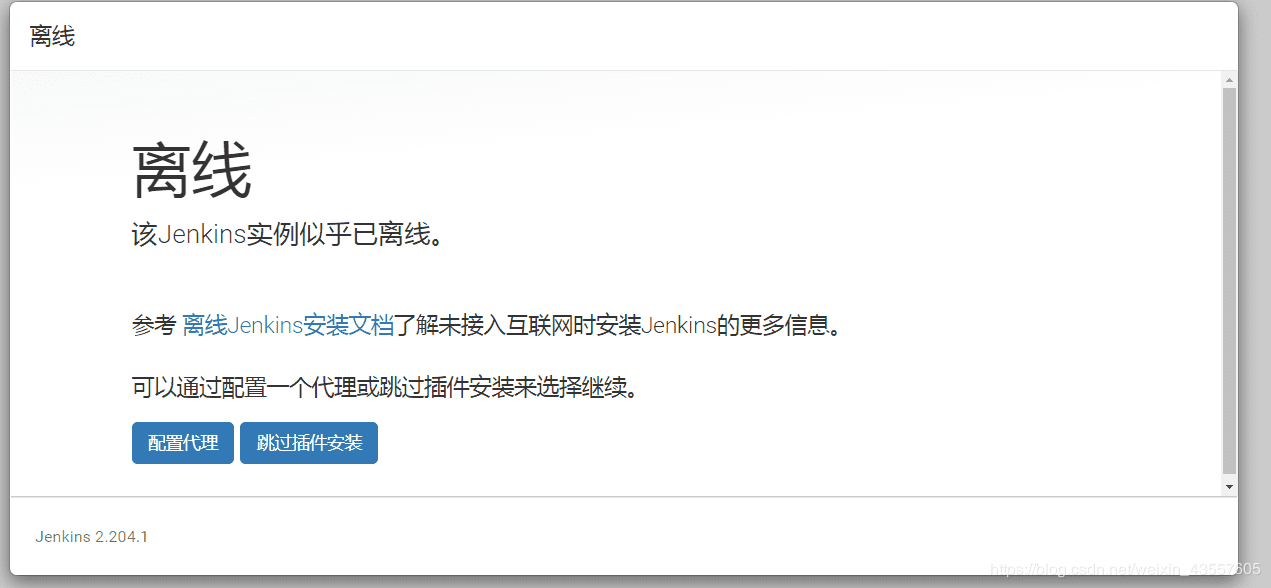 离线
离线
该Jenkins实例似乎已离线。
参考 离线Jenkins安装文档了解未接入互联网时安装Jenkins的更多信息。
可以通过配置一个代理或跳过插件安装来选择继续。
配置代理 跳过插件安装
Jenkins 2.204.1
https://blog.csdn.net/weixin_43557605